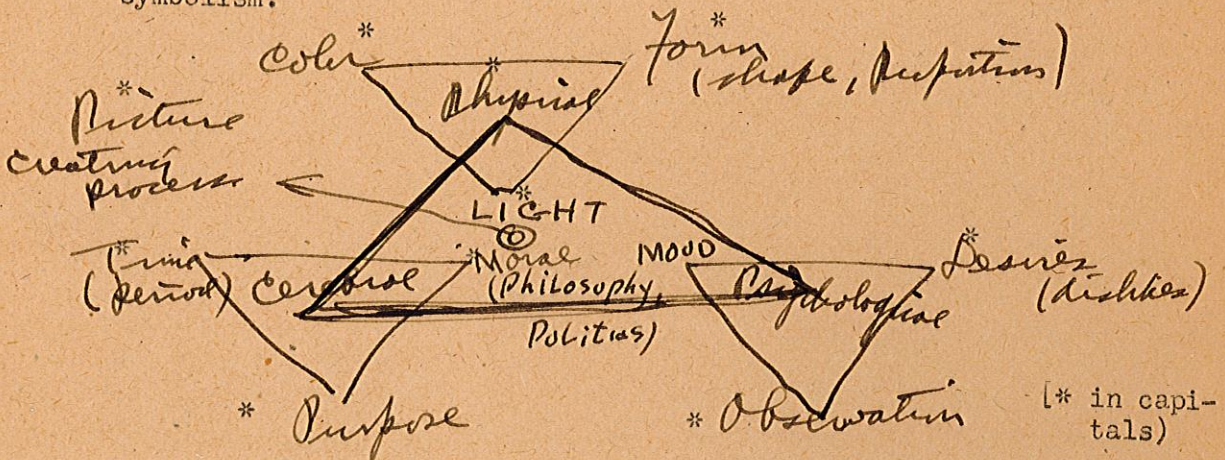 symbolism.
* Color
* Form
(shape, proportions)
* Physical
* Picture
creating
process
* LIGHT
* Time
(period)
Cerebral
* Moral
(PhiLosophy,
PoLitics)
MOOD
Psychological
* Desires
(dislikes)
* Purpose
* Observation
[* in capi-
tals)